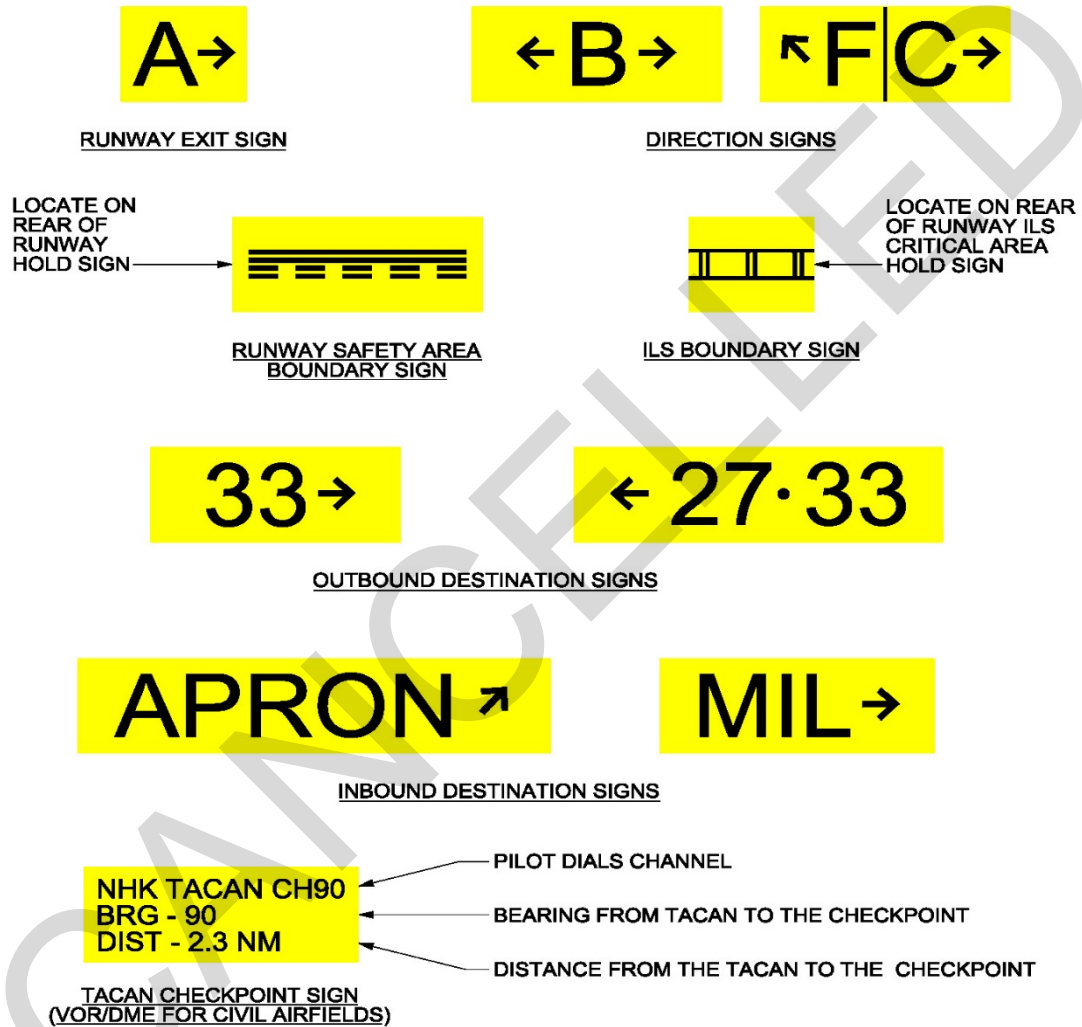 A→
←B→
↖F|C→
RUNWAY EXIT SIGN
DIRECTION SIGNS
LOCATE ON
REAR OF
RUNWAY
HOLD SIGN
LOCATE ON REAR
OF RUNWAY ILS
CRITICAL AREA
HOLD SIGN
RUNWAY SAFETY AREA
BOUNDARY SIGN
ILS BOUNDARY SIGN
33→
←27·33
OUTBOUND DESTINATION SIGNS
APRON↗
MIL→
INBOUND DESTINATION SIGNS
NHK TACAN CH90
BRG - 90
DIST - 2.3 NM
PILOT DIALS CHANNEL
BEARING FROM TACAN TO THE CHECKPOINT
DISTANCE FROM THE TACAN TO THE CHECKPOINT
TACAN CHECKPOINT SIGN
(VOR/DME FOR CIVIL AIRFIELDS)
CANCELLED